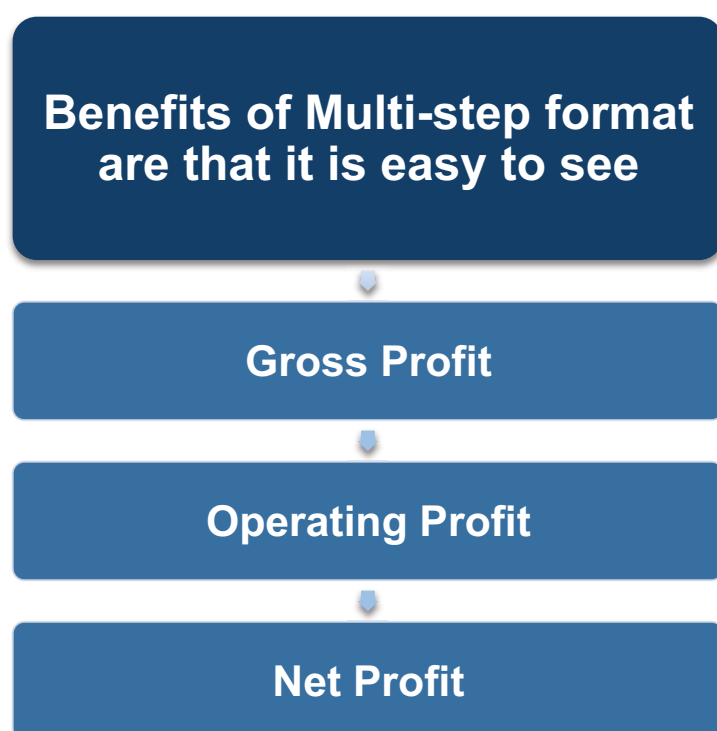 Benefits of Multi-step format
are that it is easy to see
Gross Profit
Operating Profit
Net Profit